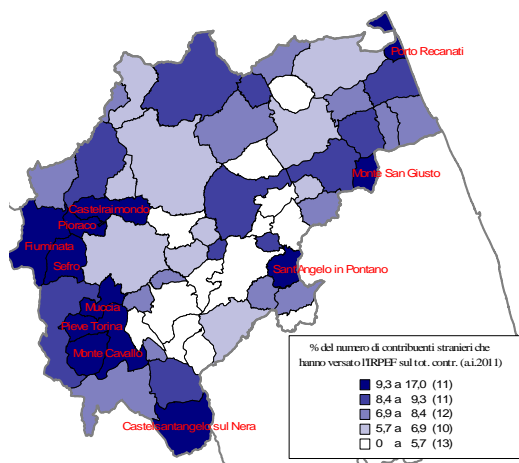 Porto Recanati
Monte San Giusto
Castelraimondo
Pioraco
Fiuminata
Sefro
Sant'Angelo in Pontano
Muccia
Pieve Torina
Monte Cavallo
Castelsantangelo sul Nera
% del numero di contribuenti stranieri che
hanno versato l'IRPEF sul tot. contr. (a.i.2011)
9,3 a 17,0 (11)
8,4 a 9,3 (11)
6,9 a 8,4 (12)
5,7 a 6,9 (10)
0 a 5,7 (13)